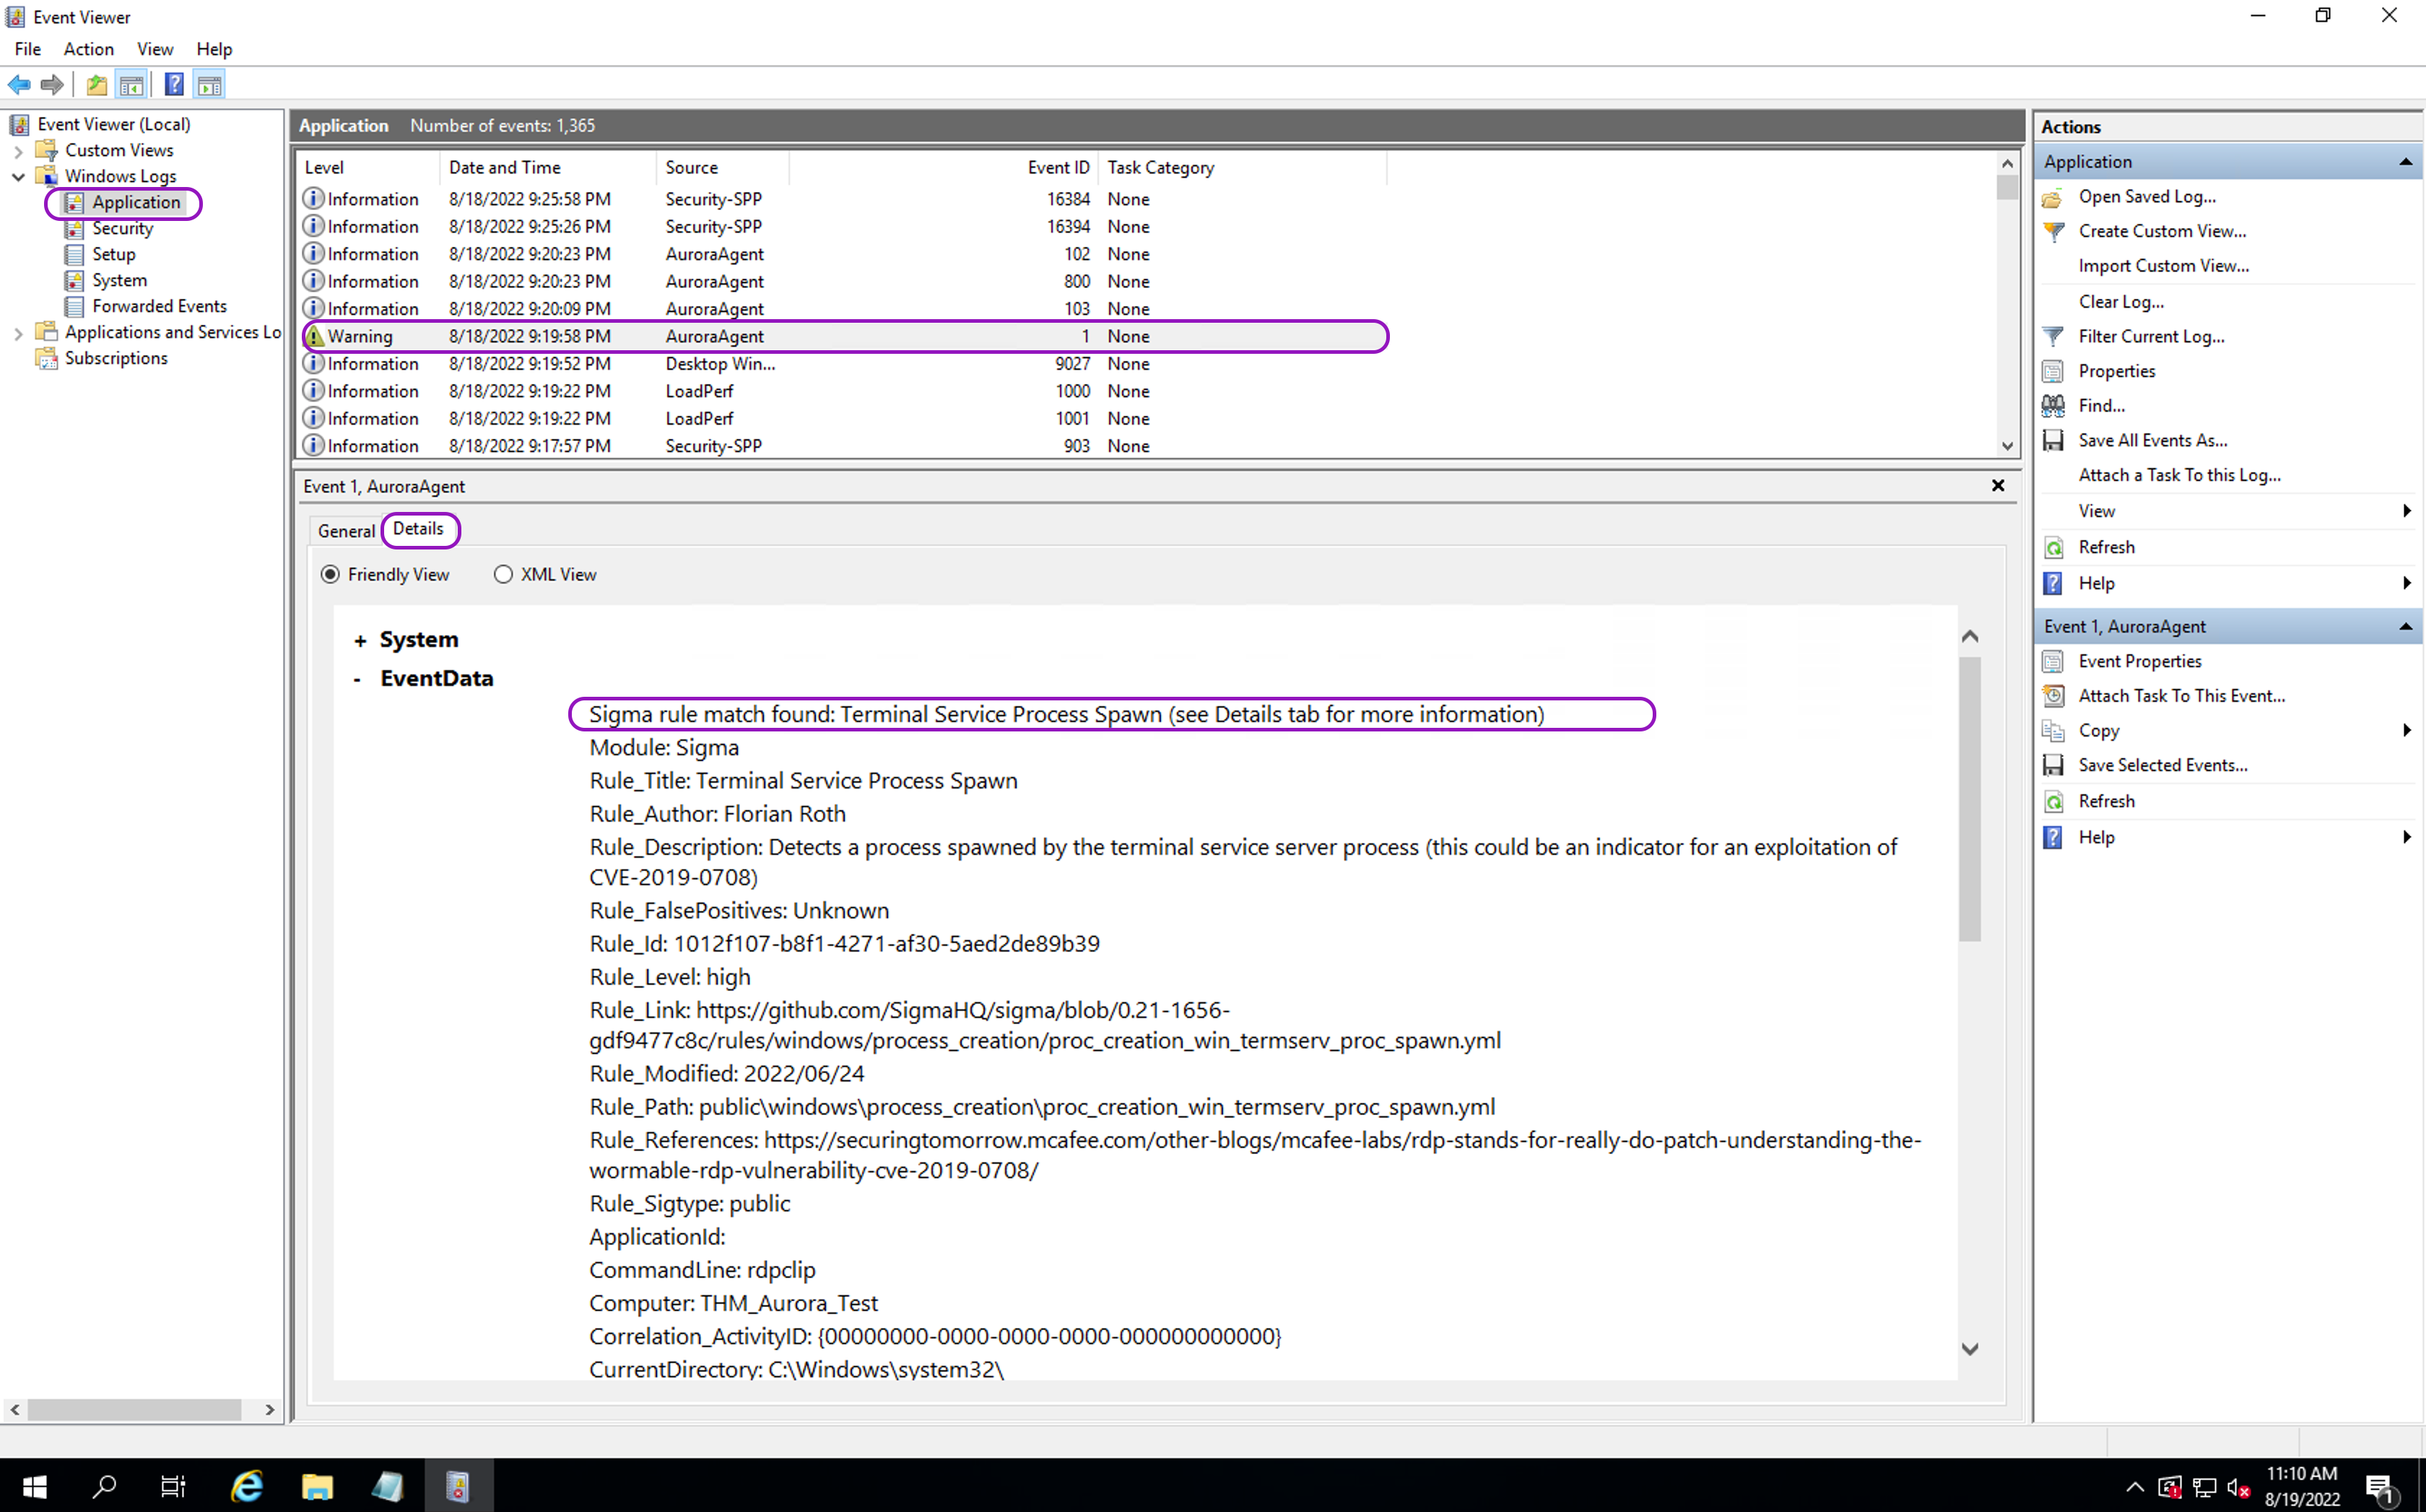 Event Viewer
File Action View Help
Event Viewer (Local)
Custom Views
Windows Logs
Application
Security
Setup
System
Forwarded Events
Applications and Services Lo
Subscriptions
Application Number of events: 1,365
Level Date and Time Source Event ID Task Category
Information 8/18/2022 9:25:58 PM Security-SPP 16384 None
Information 8/18/2022 9:25:26 PM Security-SPP 16394 None
Information 8/18/2022 9:20:23 PM AuroraAgent 102 None
Information 8/18/2022 9:20:23 PM AuroraAgent 800 None
Information 8/18/2022 9:20:09 PM AuroraAgent 103 None
Warning 8/18/2022 9:19:58 PM AuroraAgent 1 None
Information 8/18/2022 9:19:52 PM Desktop Win... 9027 None
Information 8/18/2022 9:19:22 PM LoadPerf 1000 None
Information 8/18/2022 9:19:22 PM LoadPerf 1001 None
Information 8/18/2022 9:17:57 PM Security-SPP 903 None
Event 1, AuroraAgent
General Details
Friendly View XML View
+ System
- EventData
Sigma rule match found: Terminal Service Process Spawn (see Details tab for more information)
Module: Sigma
Rule_Title: Terminal Service Process Spawn
Rule_Author: Florian Roth
Rule_Description: Detects a process spawned by the terminal service server process (this could be an indicator for an exploitation of
CVE-2019-0708)
Rule_FalsePositives: Unknown
Rule_Id: 1012f107-b8f1-4271-af30-5aed2de89b39
Rule_Level: high
Rule_Link: https://github.com/SigmaHQ/sigma/blob/0.21-1656-
gdf9477c8c/rules/windows/process_creation/proc_creation_win_termserv_proc_spawn.yml
Rule_Modified: 2022/06/24
Rule_Path: public\windows\process_creation\proc_creation_win_termserv_proc_spawn.yml
Rule_References: https://securingtomorrow.mcafee.com/other-blogs/mcafee-labs/rdp-stands-for-really-do-patch-understanding-the-
wormable-rdp-vulnerability-cve-2019-0708/
Rule_Sigtype: public
ApplicationId:
CommandLine: rdpclip
Computer: THM_Aurora_Test
Correlation_ActivityID: {00000000-0000-0000-0000-000000000000}
CurrentDirectory: C:\Windows\system32\
Actions
Application
Open Saved Log...
Create Custom View...
Import Custom View...
Clear Log...
Filter Current Log...
Properties
Find...
Save All Events As...
Attach a Task To this Log...
View
Refresh
Help
Event 1, AuroraAgent
Event Properties
Attach Task To This Event...
Copy
Save Selected Events...
Refresh
Help
11:10 AM
8/19/2022
1